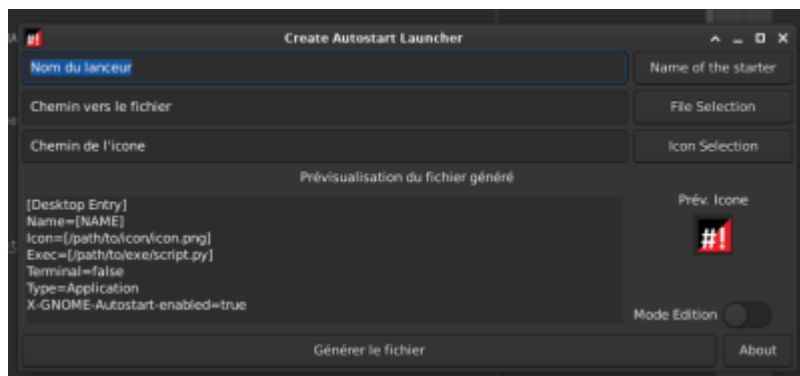 Create Autostart Launcher
Nom du lanceur
Name of the starter
Chemin vers le fichier
File Selection
Chemin de l'icone
Icon Selection
Prévisualisation du fichier généré
[Desktop Entry]
Name=[NAME]
Icon=[/path/to/icon/icon.png]
Exec=[/path/to/exe/script.py]
Terminal=false
Type=Application
X-GNOME-Autostart-enabled=true
Prév. Icone
#!
Mode Edition
Générer le fichier
About